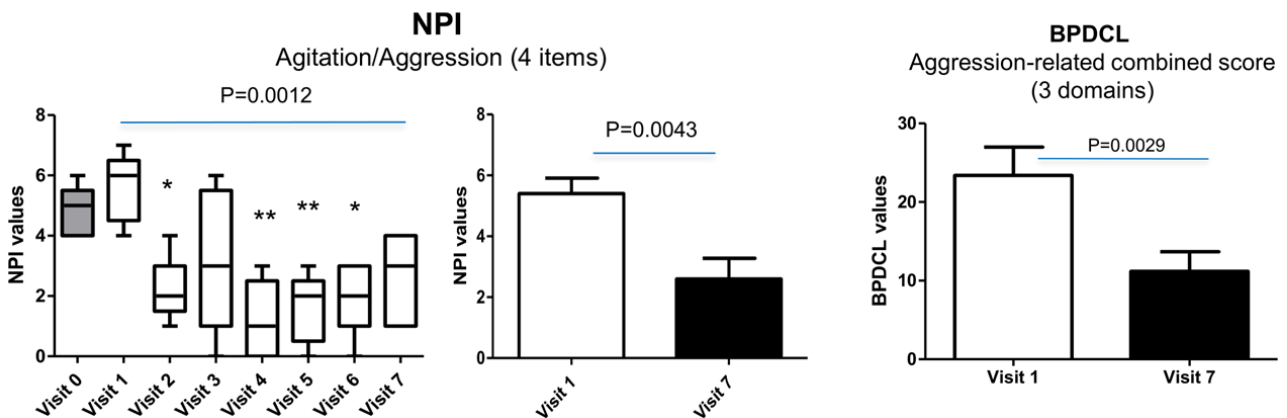 NPI
Agitation/Aggression (4 items)
P=0.0012
NPI values
8
6
4
2
0
*
**
**
*
Visit 0
Visit 1
Visit 2
Visit 3
Visit 4
Visit 5
Visit 6
Visit 7
P=0.0043
NPI values
8
6
4
2
0
Visit 1
Visit 7
BPDCL
Aggression-related combined score
(3 domains)
P=0.0029
BPDCL values
30
20
10
0
Visit 1
Visit 7